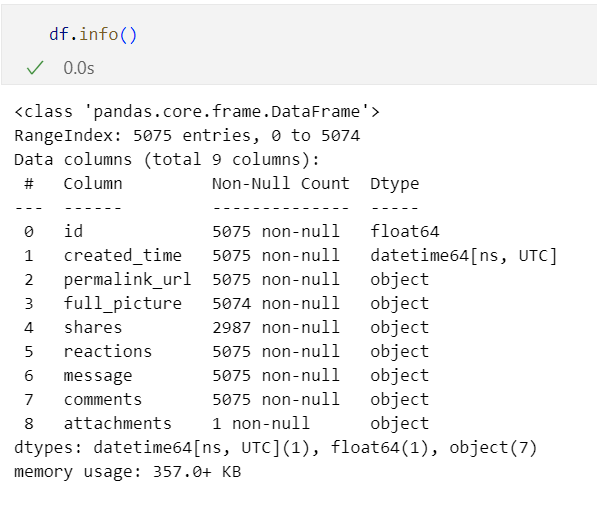 df.info()
0.0s
<class 'pandas.core.frame.DataFrame'>
RangeIndex: 5075 entries, 0 to 5074
Data columns (total 9 columns):
 #   Column         Non-Null Count  Dtype
---  ------         --------------  -----
 0   id             5075 non-null   float64
 1   created_time   5075 non-null   datetime64[ns, UTC]
 2   permalink_url  5075 non-null   object
 3   full_picture   5074 non-null   object
 4   shares         2987 non-null   object
 5   reactions      5075 non-null   object
 6   message        5075 non-null   object
 7   comments       5075 non-null   object
 8   attachments    1 non-null      object
dtypes: datetime64[ns, UTC](1), float64(1), object(7)
memory usage: 357.0+ KB